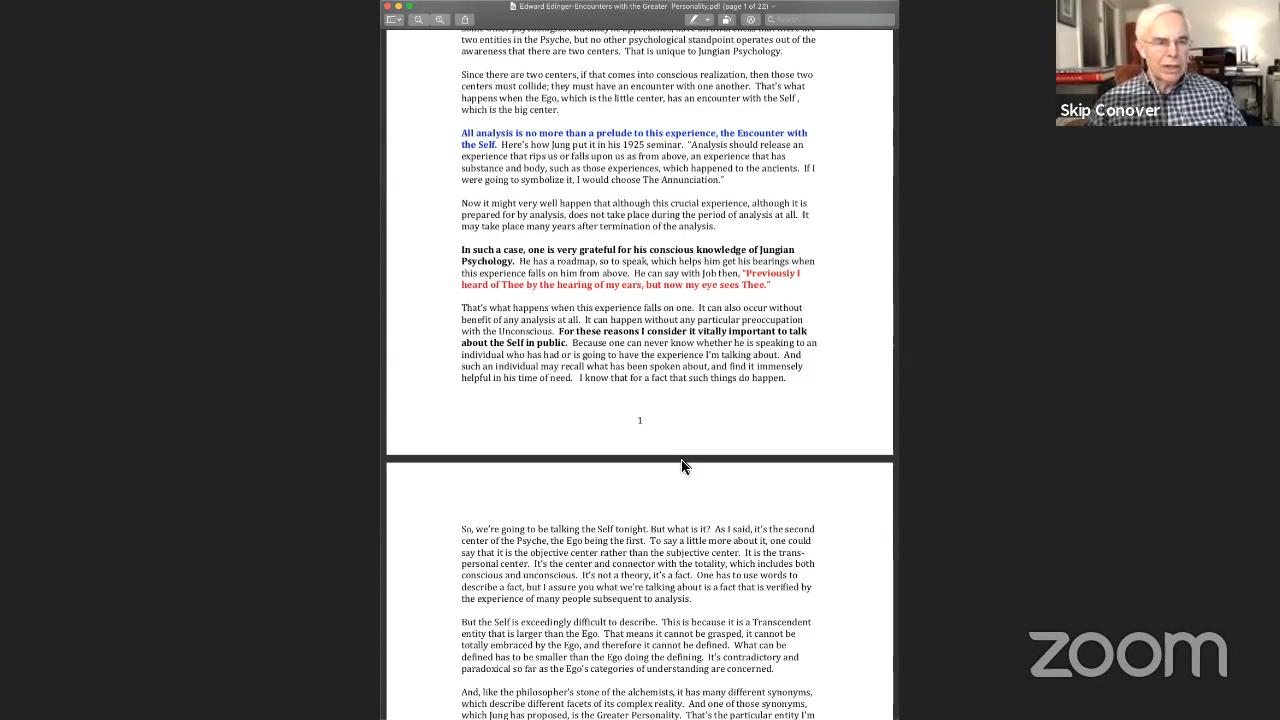 Edward Edinger-Encounters with the Greater Personality.pdf (page 1 of 22)
Search
Some other psychologies and analytic approaches, have an awareness that there are
two entities in the Psyche, but no other psychological standpoint operates out of the
awareness that there are two centers. That is unique to Jungian Psychology.
Since there are two centers, if that comes into conscious realization, then those two
centers must collide; they must have an encounter with one another. That's what
happens when the Ego, which is the little center, has an encounter with the Self ,
which is the big center.
All analysis is no more than a prelude to this experience, the Encounter with
the Self. Here's how Jung put it in his 1925 seminar. "Analysis should release an
experience that rips us or falls upon us as from above, an experience that has
substance and body, such as those experiences, which happened to the ancients. If I
were going to symbolize it, I would choose The Annunciation."
Now it might very well happen that although this crucial experience, although it is
prepared for by analysis, does not take place during the period of analysis at all. It
may take place many years after termination of the analysis.
In such a case, one is very grateful for his conscious knowledge of Jungian
Psychology. He has a roadmap, so to speak, which helps him get his bearings when
this experience falls on him from above. He can say with Job then, "Previously I
heard of Thee by the hearing of my ears, but now my eye sees Thee."
That's what happens when this experience falls on one. It can also occur without
benefit of any analysis at all. It can happen without any particular preoccupation
with the Unconscious. For these reasons I consider it vitally important to talk
about the Self in public. Because one can never know whether he is speaking to an
individual who has had or is going to have the experience I'm talking about. And
such an individual may recall what has been spoken about, and find it immensely
helpful in his time of need. I know that for a fact that such things do happen.
1
So, we're going to be talking the Self tonight. But what is it? As I said, it's the second
center of the Psyche, the Ego being the first. To say a little more about it, one could
say that it is the objective center rather than the subjective center. It is the trans-
personal center. It's the center and connector with the totality, which includes both
conscious and unconscious. It's not a theory, it's a fact. One has to use words to
describe a fact, but I assure you what we're talking about is a fact that is verified by
the experience of many people subsequent to analysis.
But the Self is exceedingly difficult to describe. This is because it is a Transcendent
entity that is larger than the Ego. That means it cannot be grasped, it cannot be
totally embraced by the Ego, and therefore it cannot be defined. What can be
defined has to be smaller than the Ego doing the defining. It's contradictory and
paradoxical so far as the Ego's categories of understanding are concerned.
And, like the philosopher's stone of the alchemists, it has many different synonyms,
which describe different facets of its complex reality. And one of those synonyms,
which Jung has proposed, is the Greater Personality. That's the particular entity I'm
Skip Conover
zoom